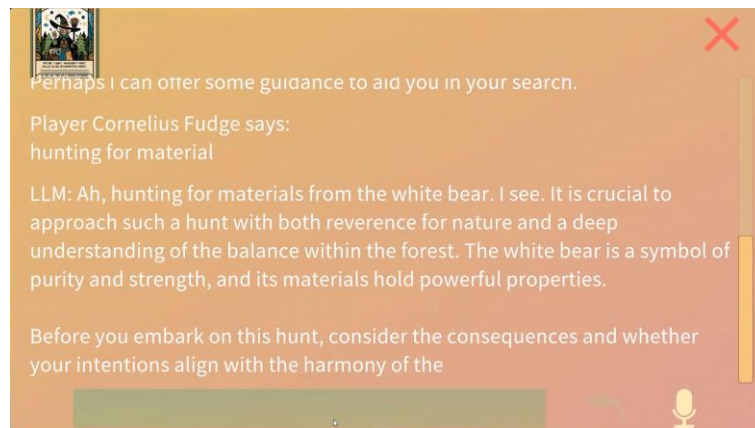 Perhaps I can offer some guidance to aid you in your search.
Player Cornelius Fudge says:
hunting for material
LLM: Ah, hunting for materials from the white bear. I see. It is crucial to
approach such a hunt with both reverence for nature and a deep
understanding of the balance within the forest. The white bear is a symbol of
purity and strength, and its materials hold powerful properties.
Before you embark on this hunt, consider the consequences and whether
your intentions align with the harmony of the